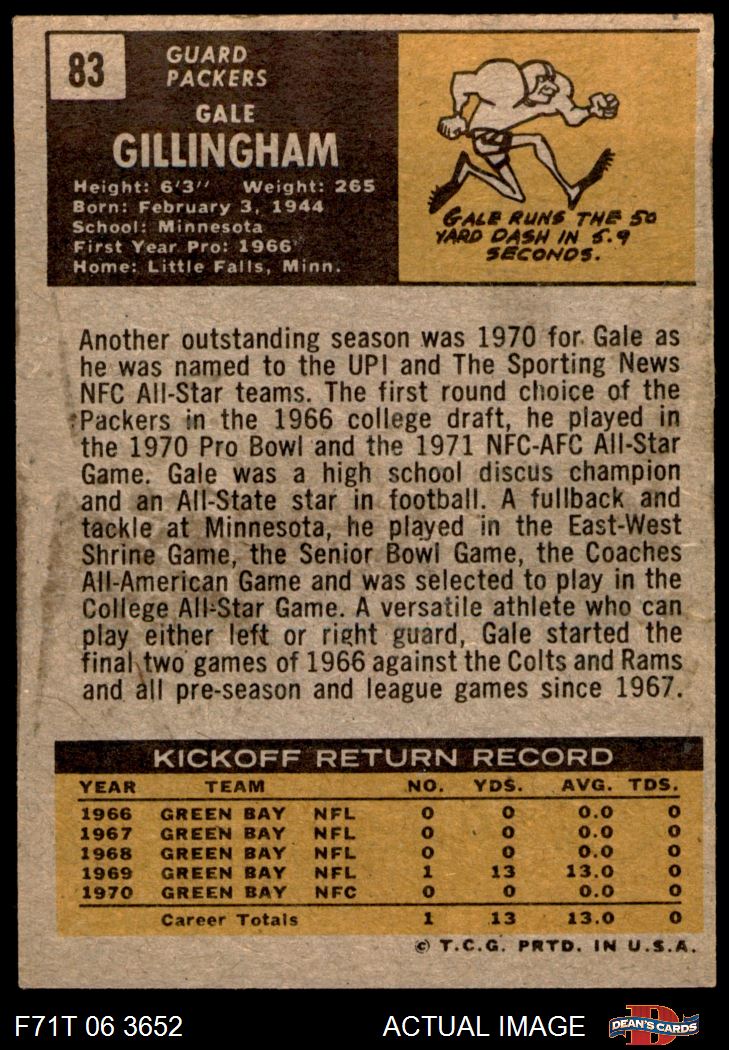 83
GUARD
PACKERS
GALE
GILLINGHAM
Height: 6'3" Weight: 265
Born: February 3, 1944
School: Minnesota
First Year Pro: 1966
Home: Little Falls, Minn.
GALE RUNS THE 50
YARD DASH IN 5.9
SECONDS.
Another outstanding season was 1970 for Gale as
he was named to the UPI and The Sporting News
NFC All-Star teams. The first round choice of the
Packers in the 1966 college draft, he played in
the 1970 Pro Bowl and the 1971 NFC-AFC All-Star
Game. Gale was a high school discus champion
and an All-State star in football. A fullback and
tackle at Minnesota, he played in the East-West
Shrine Game, the Senior Bowl Game, the Coaches
All-American Game and was selected to play in the
College All-Star Game. A versatile athlete who can
play either left or right guard, Gale started the
final two games of 1966 against the Colts and Rams
and all pre-season and league games since 1967.
KICKOFF RETURN RECORD
YEAR TEAM NO. YDS. AVG. TDS.
1966 GREEN BAY NFL 0 0 0.0 0
1967 GREEN BAY NFL 0 0 0.0 0
1968 GREEN BAY NFL 0 0 0.0 0
1969 GREEN BAY NFL 1 13 13.0 0
1970 GREEN BAY NFC 0 0 0.0 0
Career Totals 1 13 13.0 0
© T.C.G. PRTD. IN U.S.A.
F71T 06 3652 ACTUAL IMAGE D DEAN'S CARDS